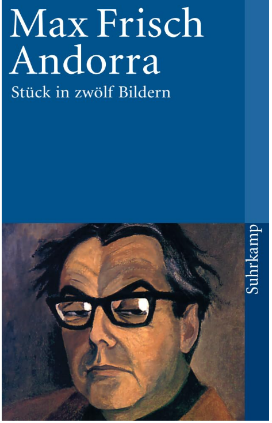 Max Frisch
Andorra
Stück in zwölf Bildern
Suhrkamp